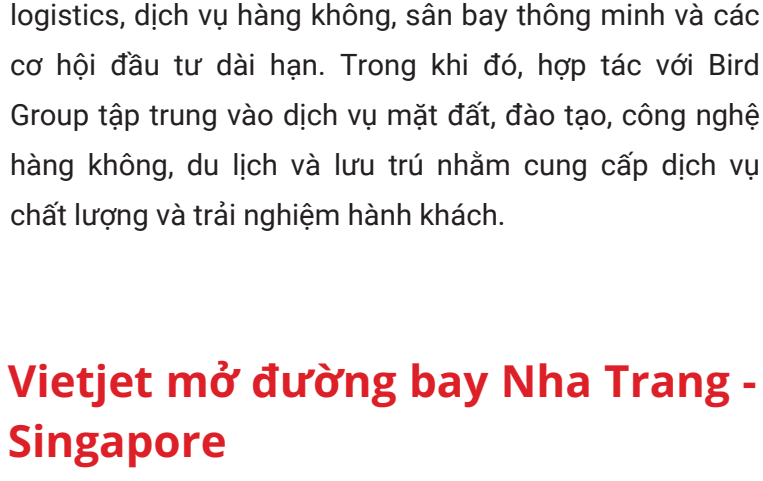 logistics, dịch vụ hàng không, sân bay thông minh và các
cơ hội đầu tư dài hạn. Trong khi đó, hợp tác với Bird
Group tập trung vào dịch vụ mặt đất, đào tạo, công nghệ
hàng không, du lịch và lưu trú nhằm cung cấp dịch vụ
chất lượng và trải nghiệm hành khách.
Vietjet mở đường bay Nha Trang -
Singapore